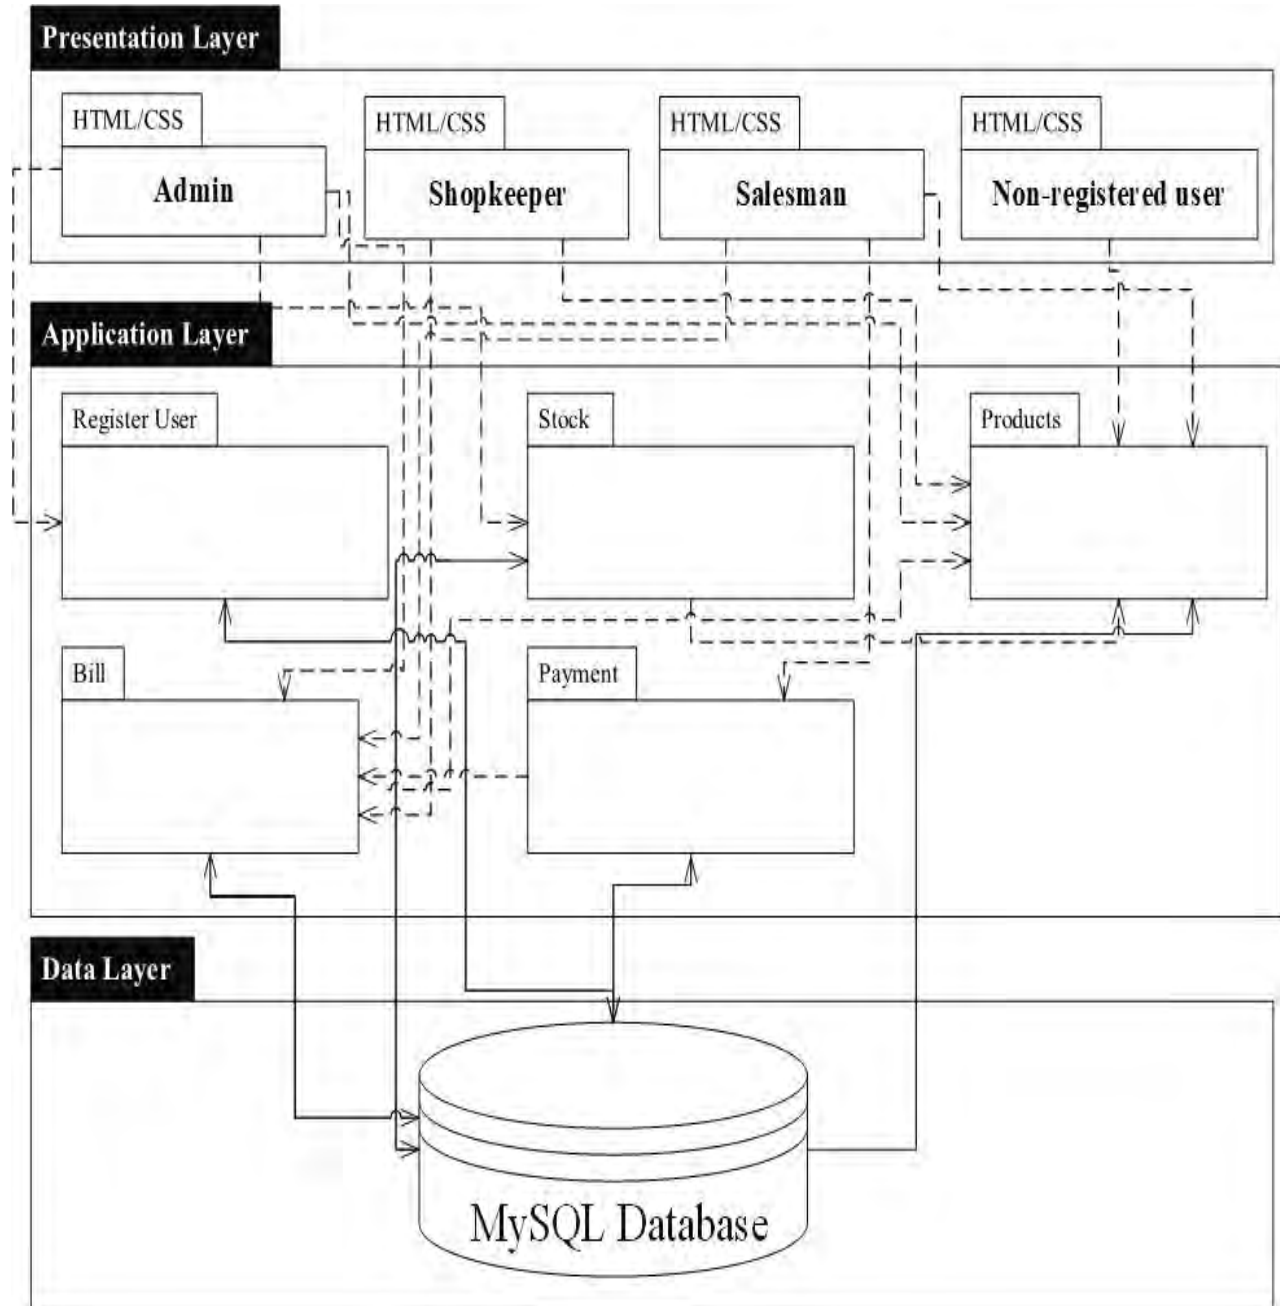 Presentation Layer
HTML/CSS
Admin
HTML/CSS
Shopkeeper
HTML/CSS
Salesman
HTML/CSS
Non-registered user
Application Layer
Register User
Stock
Products
Bill
Payment
Data Layer
MySQL Database